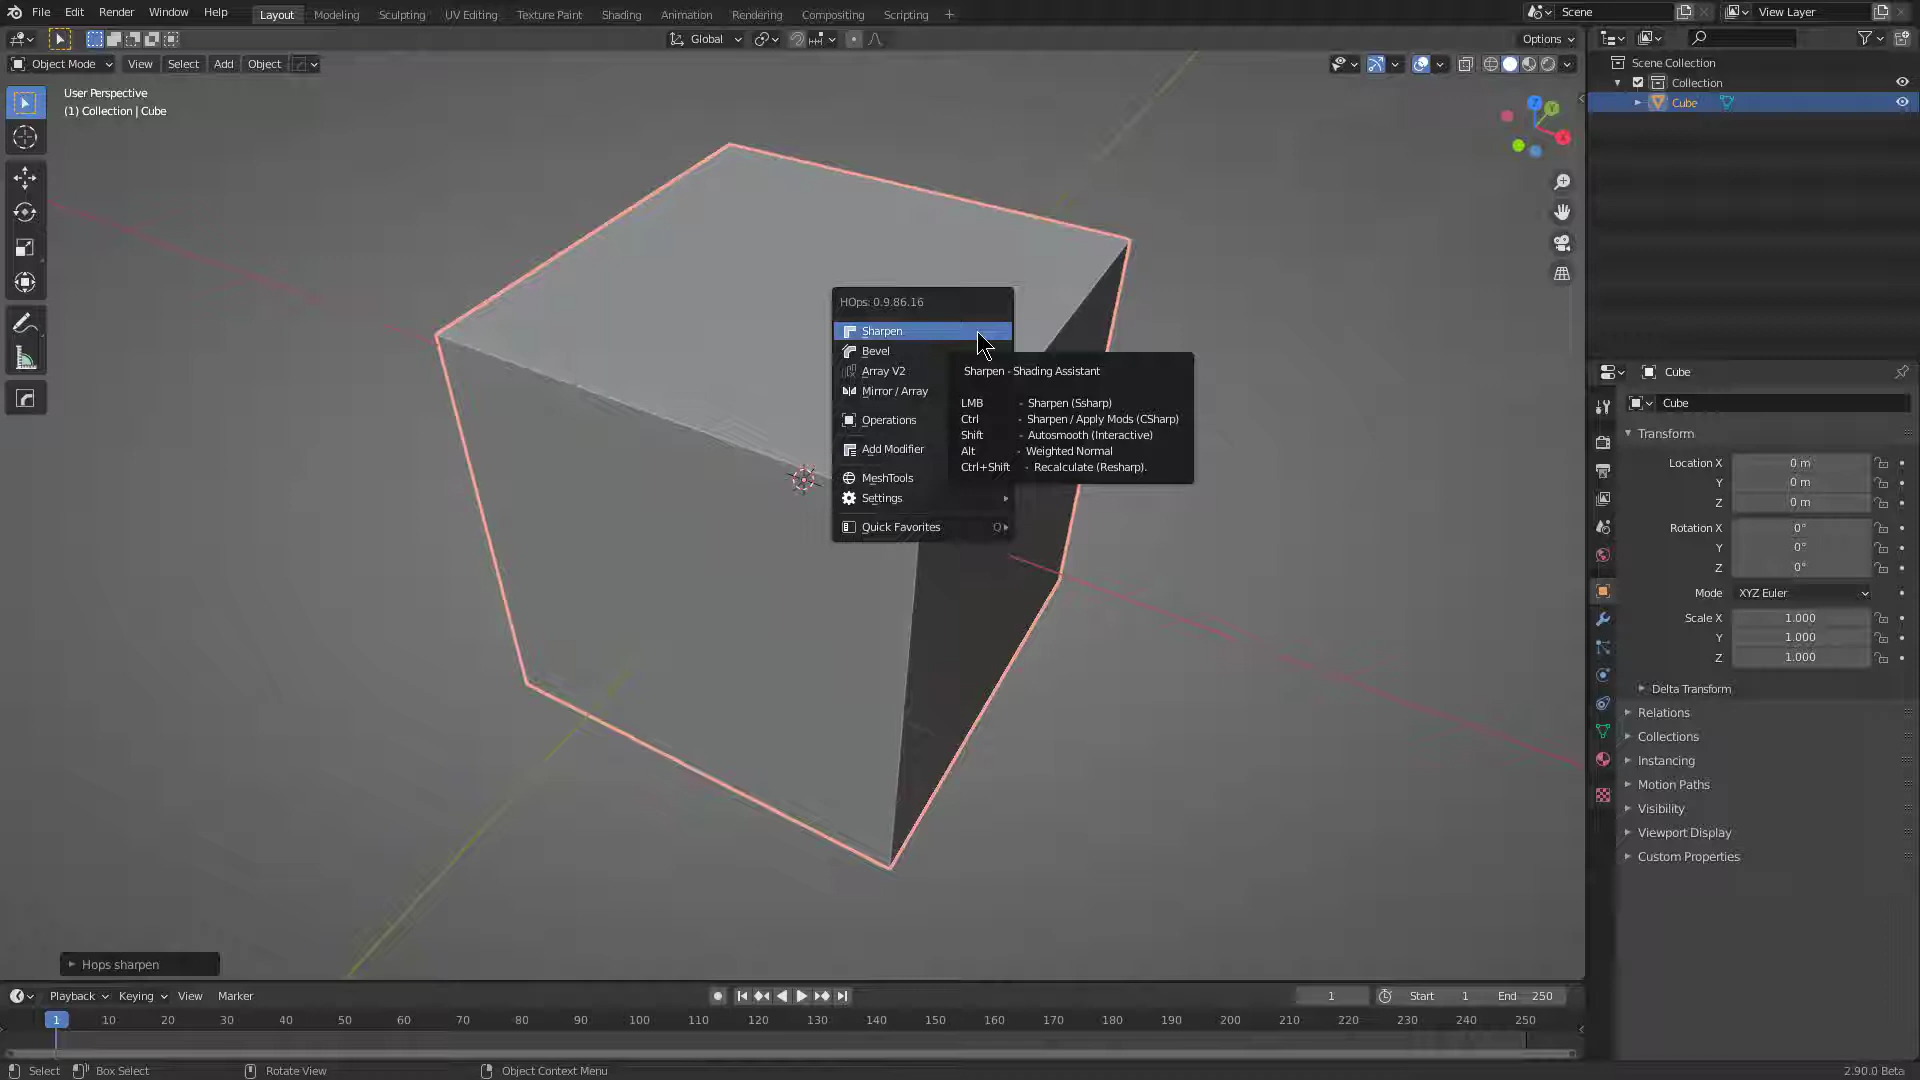 File Edit Render Window Help Layout Modeling Sculpting UV Editing Texture Paint Shading Animation Rendering Compositing Scripting + Scene View Layer
Global Options
Object Mode View Select Add Object
User Perspective
(1) Collection | Cube
Scene Collection
Collection
Cube
Z
Y
X
HOps: 0.9.86.16
Sharpen
Bevel
Array V2
Mirror / Array
Operations
Add Modifier
MeshTools
Settings
Quick Favorites Q
Sharpen - Shading Assistant
LMB - Sharpen (Ssharp)
Ctrl - Sharpen / Apply Mods (CSharp)
Shift - Autosmooth (Interactive)
Alt - Weighted Normal
Ctrl+Shift - Recalculate (Resharp).
Cube
Cube
Transform
Location X 0 m
Y 0 m
Z 0 m
Rotation X 0°
Y 0°
Z 0°
Mode XYZ Euler
Scale X 1.000
Y 1.000
Z 1.000
Delta Transform
Relations
Collections
Instancing
Motion Paths
Visibility
Viewport Display
Custom Properties
Hops sharpen
Playback Keying View Marker 1 Start 1 End 250
1 10 20 30 40 50 60 70 80 90 100 110 120 130 140 150 160 170 180 190 200 210 220 230 240 250
Select Box Select Rotate View Object Context Menu 2.90.0 Beta